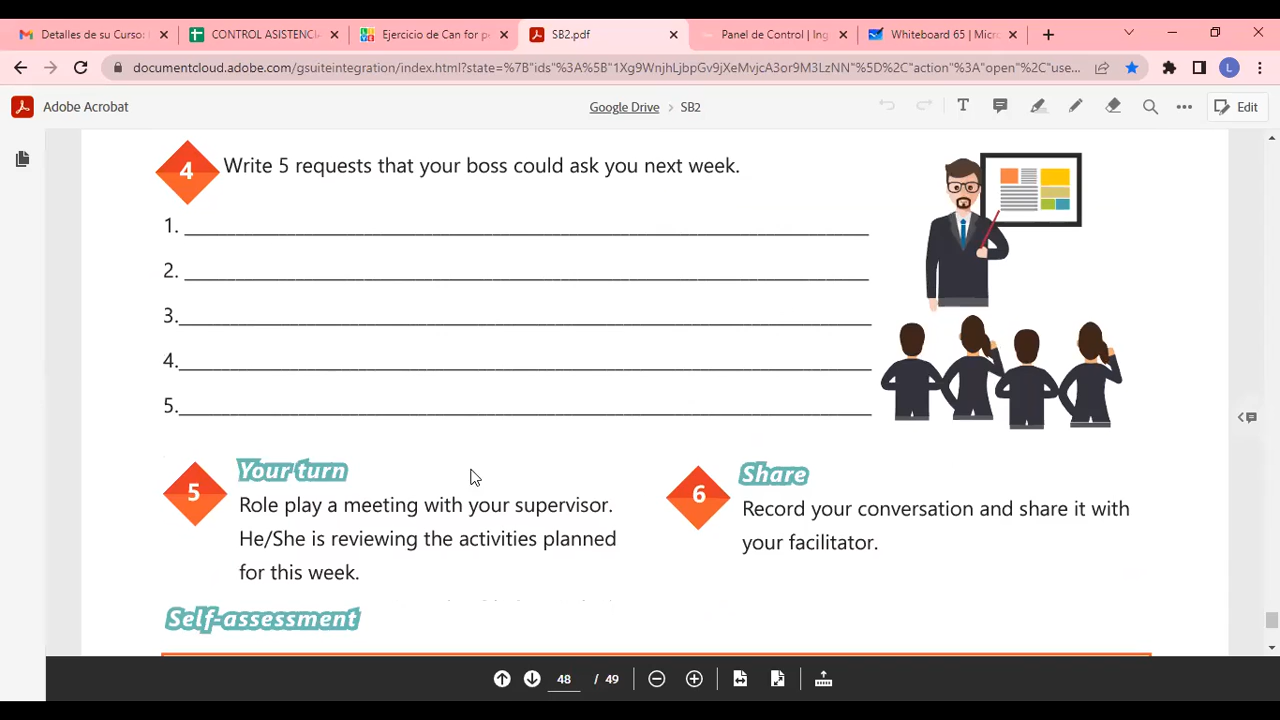 Detalles de su Curso:
CONTROL ASISTENCIA
Ejercicio de Can for pe
SB2.pdf
Panel de Control | Ing
Whiteboard 65 | Micro
documentcloud.adobe.com/gsuiteintegration/index.html?state=%7B"ids"%3A%5B"1Xg9WnjhLjbpGv9jXeMvjcA3or9M3LzNN"%5D%2C"action"%3A"open"%2C"use...
L
Adobe Acrobat
Google Drive > SB2
Edit
4
Write 5 requests that your boss could ask you next week.
1.
2.
3.
4.
5.
5
Your turn
Role play a meeting with your supervisor.
He/She is reviewing the activities planned
for this week.
6
Share
Record your conversation and share it with
your facilitator.
Self-assessment
48 / 49